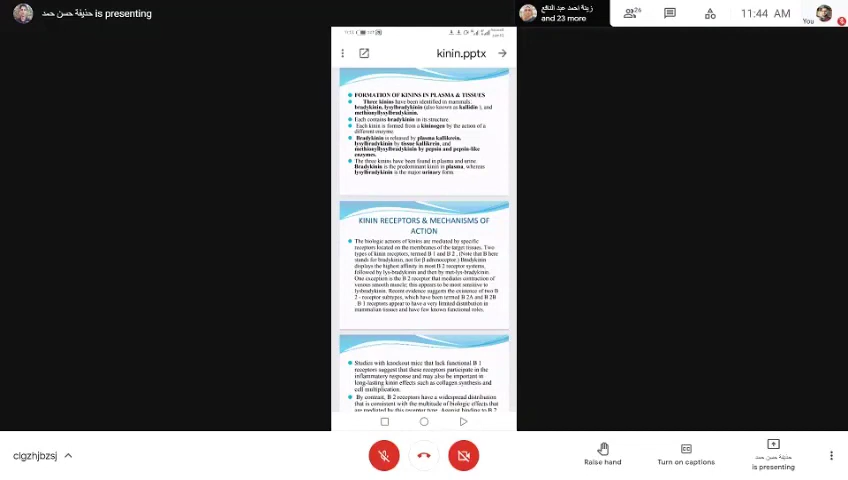 حذيفة حسن حمد is presenting
زينة احمد عبد النافع
and 23 more
26
11:44 AM
You
kinin.pptx
FORMATION OF KININS IN PLASMA & TISSUES
Three kinins have been identified in mammals:
bradykinin, lysylbradykinin (also known as kallidin ), and
methionyllysylbradykinin.
Each contains bradykinin in its structure.
Each kinin is formed from a kininogen by the action of a
different enzyme.
Bradykinin is released by plasma kallikrein,
lysylbradykinin by tissue kallikrein, and
methionyllysylbradykinin by pepsin and pepsin-like
enzymes.
The three kinins have been found in plasma and urine.
Bradykinin is the predominant kinin in plasma, whereas
lysylbradykinin is the major urinary form.
KININ RECEPTORS & MECHANISMS OF
ACTION
The biologic actions of kinins are mediated by specific
receptors located on the membranes of the target tissues. Two
types of kinin receptors, termed B 1 and B 2 . (Note that B here
stands for bradykinin, not for β adrenoceptor.) Bradykinin
displays the highest affinity in most B 2 receptor systems,
followed by lys-bradykinin and then by met-lys-bradykinin.
One exception is the B 2 receptor that mediates contraction of
venous smooth muscle; this appears to be most sensitive to
lysbradykinin. Recent evidence suggests the existence of two B
2 - receptor subtypes, which have been termed B 2A and B 2B
B 1 receptors appear to have a very limited distribution in
mammalian tissues and have few known functional roles.
Studies with knockout mice that lack functional B 1
receptors suggest that these receptors participate in the
inflammatory response and may also be important in
long-lasting kinin effects such as collagen synthesis and
cell multiplication.
By contrast, B 2 receptors have a widespread distribution
that is consistent with the multitude of biologic effects that
are mediated by this receptor type. Agonist binding to B 2
clgzhjbzsj
Raise hand
Turn on captions
حذيفة حسن حمد
is presenting